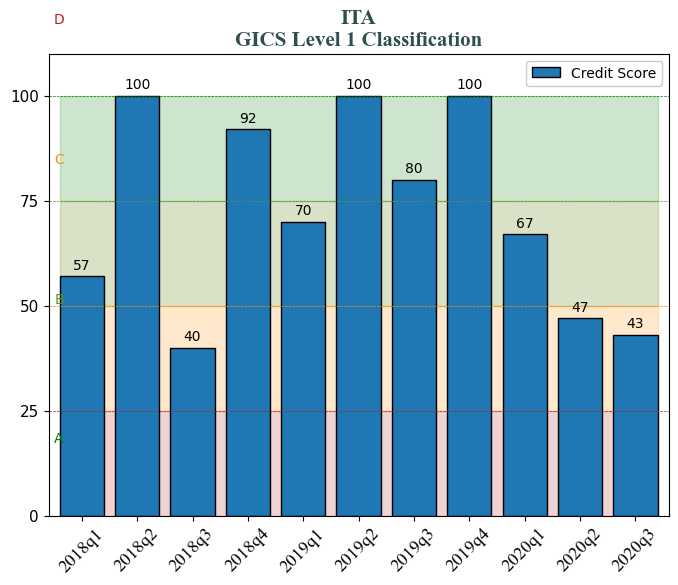 D
ITA
GICS Level 1 Classification
Credit Score
100
75
50
25
0
C
B
A
57
100
40
92
70
100
80
100
67
47
43
2018q1
2018q2
2018q3
2018q4
2019q1
2019q2
2019q3
2019q4
2020q1
2020q2
2020q3